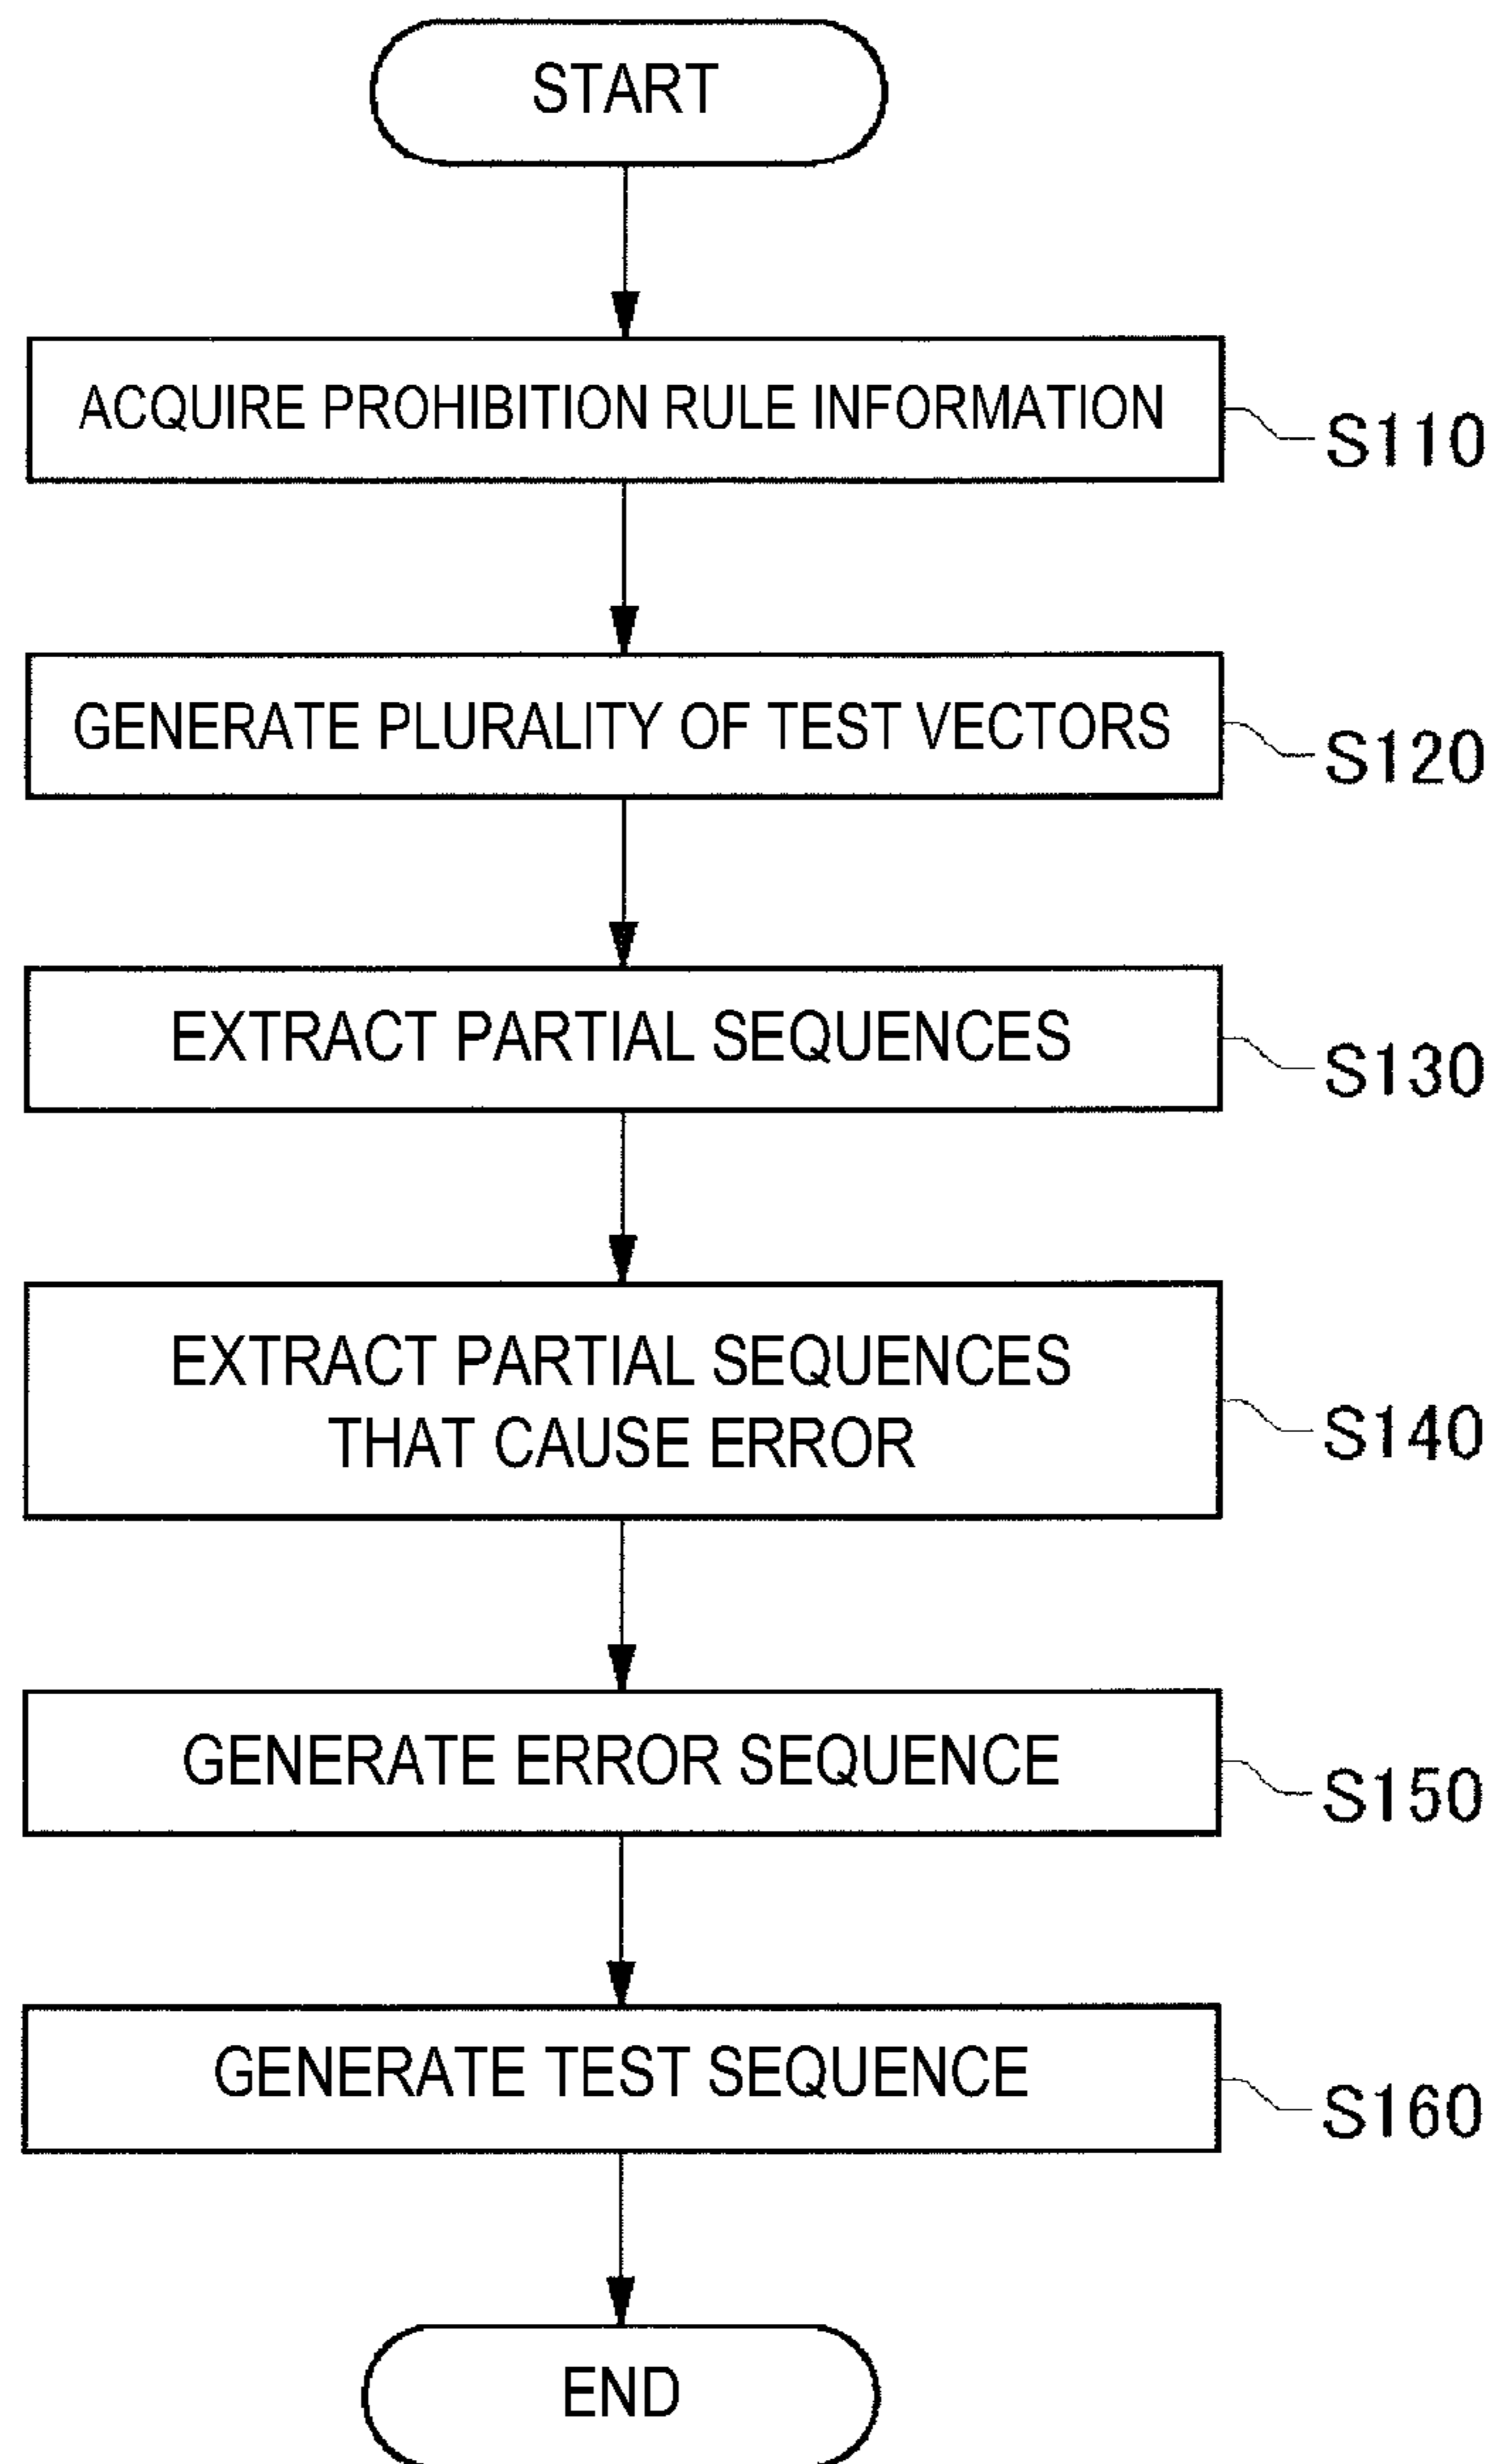 START
ACQUIRE PROHIBITION RULE INFORMATION
S110
GENERATE PLURALITY OF TEST VECTORS
S120
EXTRACT PARTIAL SEQUENCES
S130
EXTRACT PARTIAL SEQUENCES
THAT CAUSE ERROR
S140
GENERATE ERROR SEQUENCE
S150
GENERATE TEST SEQUENCE
S160
END